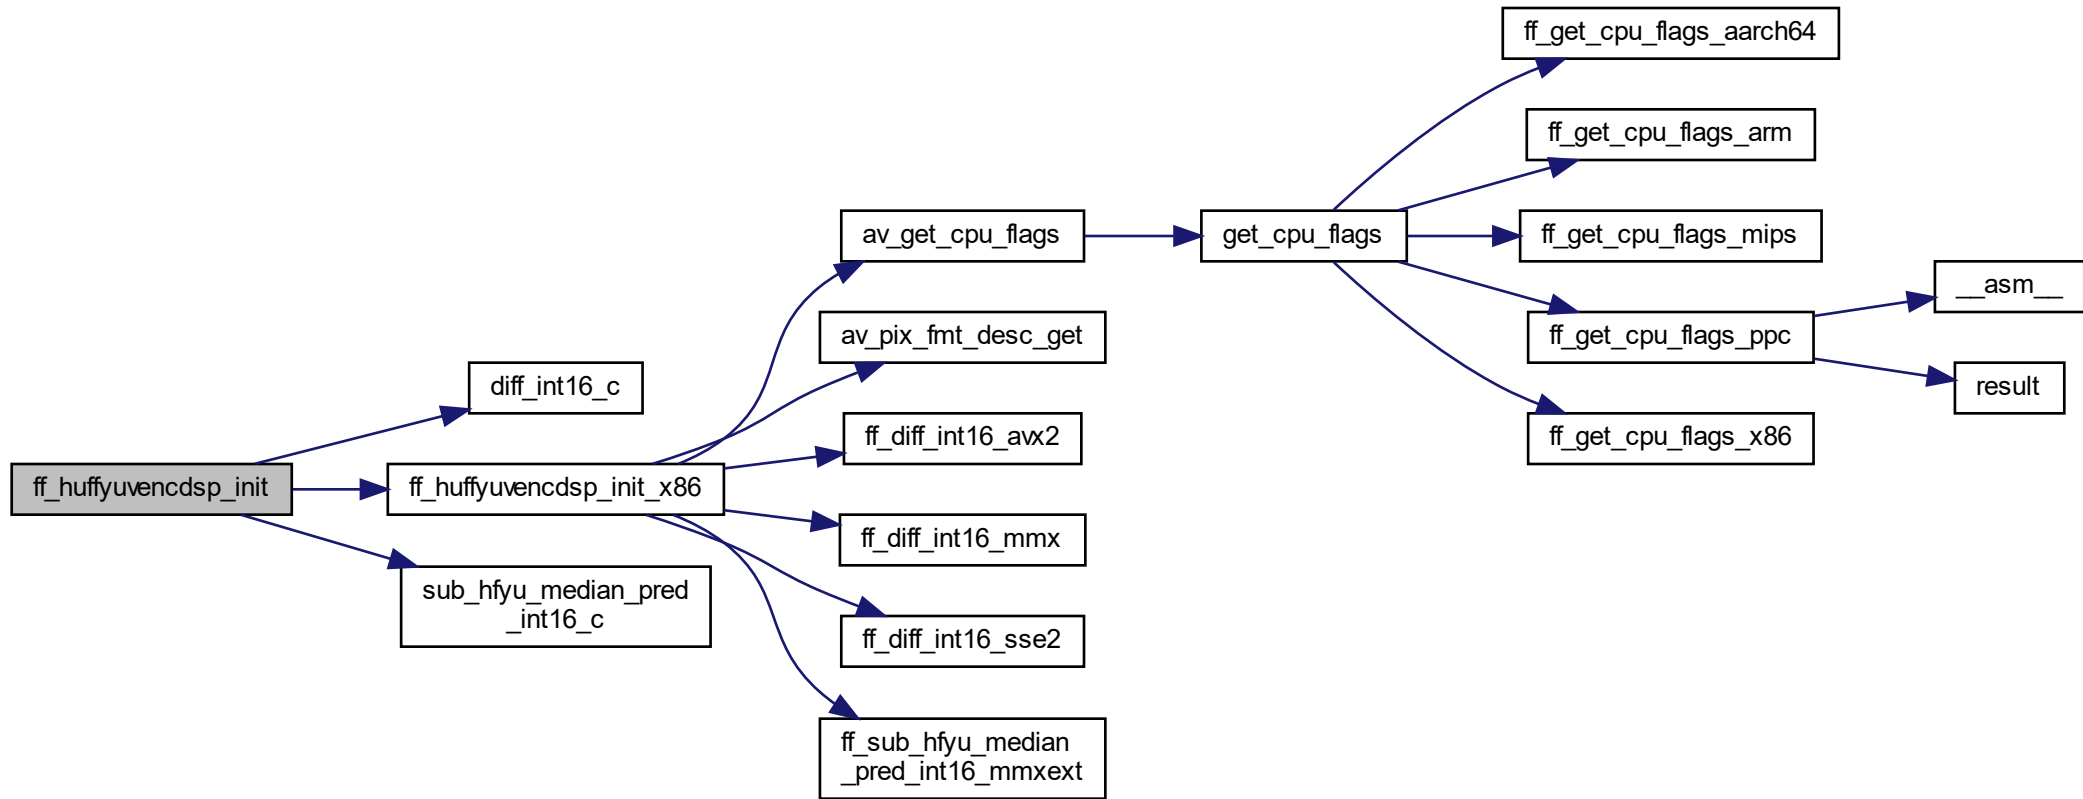 ff_get_cpu_flags_aarch64
ff_get_cpu_flags_arm
av_get_cpu_flags
get_cpu_flags
ff_get_cpu_flags_mips
__asm__
av_pix_fmt_desc_get
ff_get_cpu_flags_ppc
diff_int16_c
result
ff_diff_int16_avx2
ff_get_cpu_flags_x86
ff_huffyuvencdsp_init
ff_huffyuvencdsp_init_x86
ff_diff_int16_mmx
sub_hfyu_median_pred
_int16_c
ff_diff_int16_sse2
ff_sub_hfyu_median
_pred_int16_mmxext